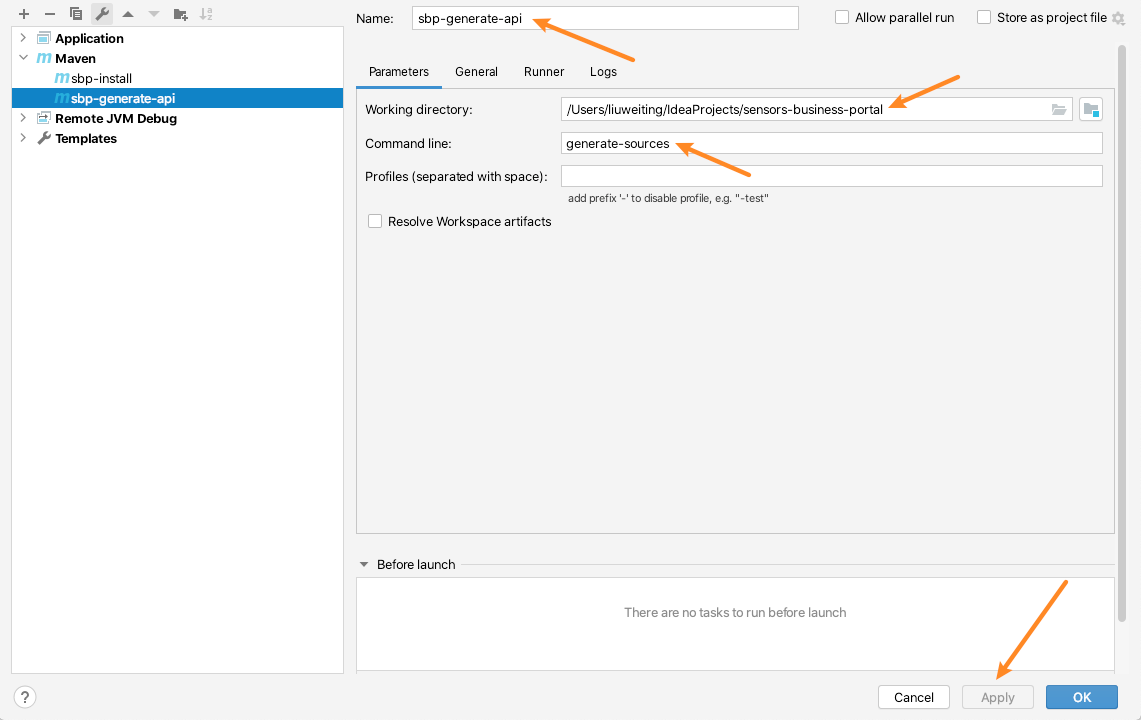 Name: sbp-generate-api Allow parallel run Store as project file
Application
Maven
sbp-install
sbp-generate-api
Remote JVM Debug
Templates
Parameters General Runner Logs
Working directory: /Users/liuweiting/IdeaProjects/sensors-business-portal
Command line: generate-sources
Profiles (separated with space):
add prefix '-' to disable profile, e.g. "-test"
Resolve Workspace artifacts
Before launch
There are no tasks to run before launch
? Cancel Apply OK